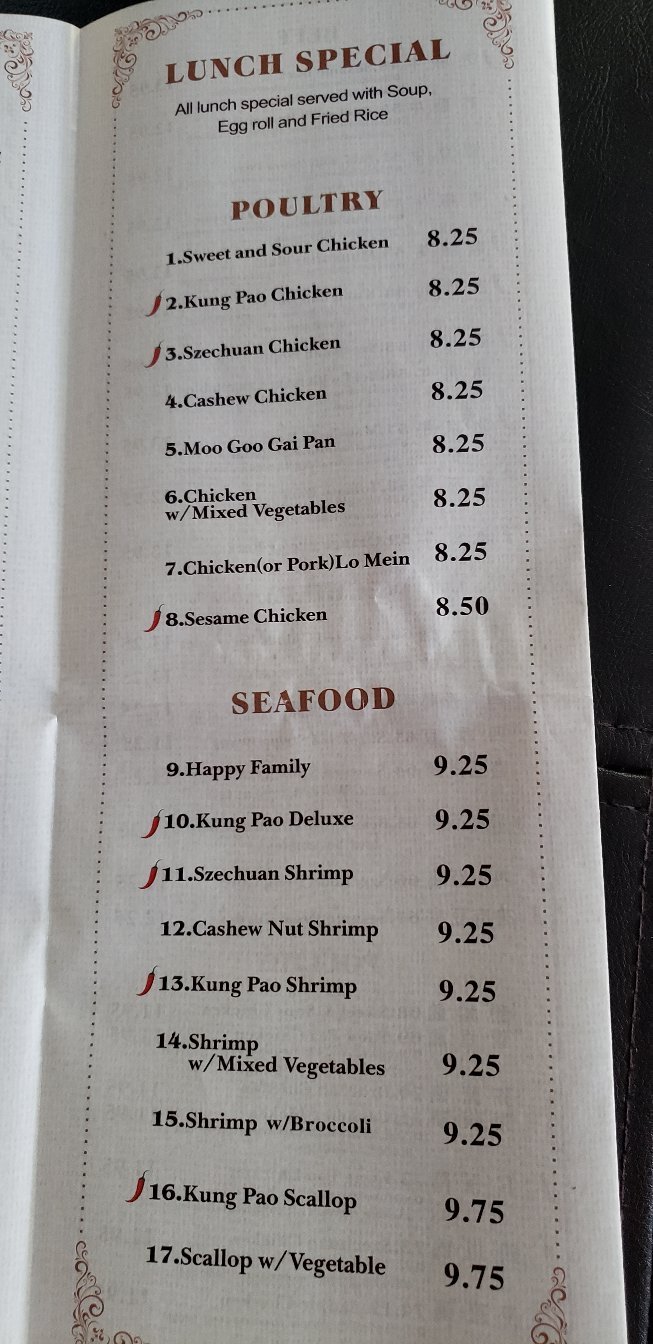 LUNCH SPECIAL
All lunch special served with Soup,
Egg roll and Fried Rice
POULTRY
1.Sweet and Sour Chicken 8.25
2.Kung Pao Chicken 8.25
3.Szechuan Chicken 8.25
4.Cashew Chicken 8.25
5.Moo Goo Gai Pan 8.25
6.Chicken
w/Mixed Vegetables 8.25
7.Chicken(or Pork)Lo Mein 8.25
8.Sesame Chicken 8.50
SEAFOOD
9.Happy Family 9.25
10.Kung Pao Deluxe 9.25
11.Szechuan Shrimp 9.25
12.Cashew Nut Shrimp 9.25
13.Kung Pao Shrimp 9.25
14.Shrimp
w/Mixed Vegetables 9.25
15.Shrimp w/Broccoli 9.25
16.Kung Pao Scallop 9.75
17.Scallop w/Vegetable 9.75